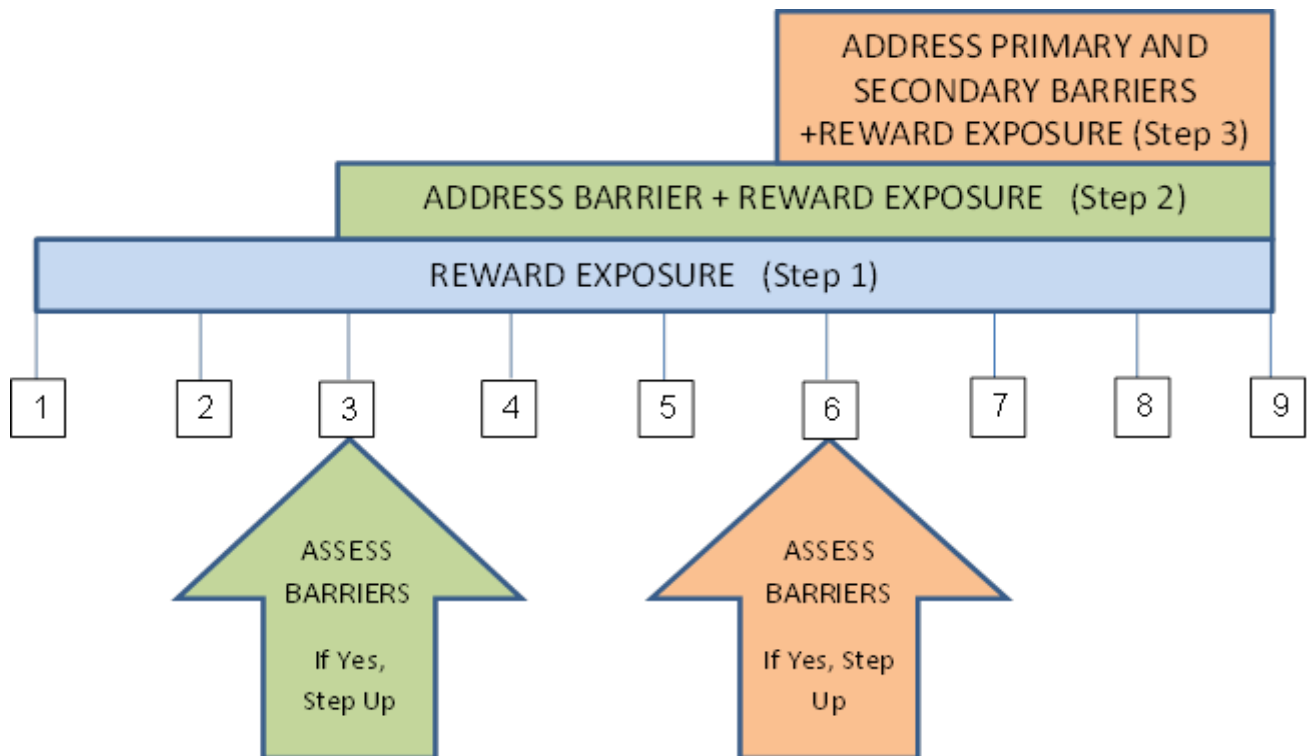 ADDRESS PRIMARY AND
SECONDARY BARRIERS
+REWARD EXPOSURE (Step 3)
ADDRESS BARRIER + REWARD EXPOSURE (Step 2)
REWARD EXPOSURE (Step 1)
1 2 3 4 5 6 7 8 9
ASSESS
BARRIERS
If Yes,
Step Up
ASSESS
BARRIERS
If Yes, Step
Up